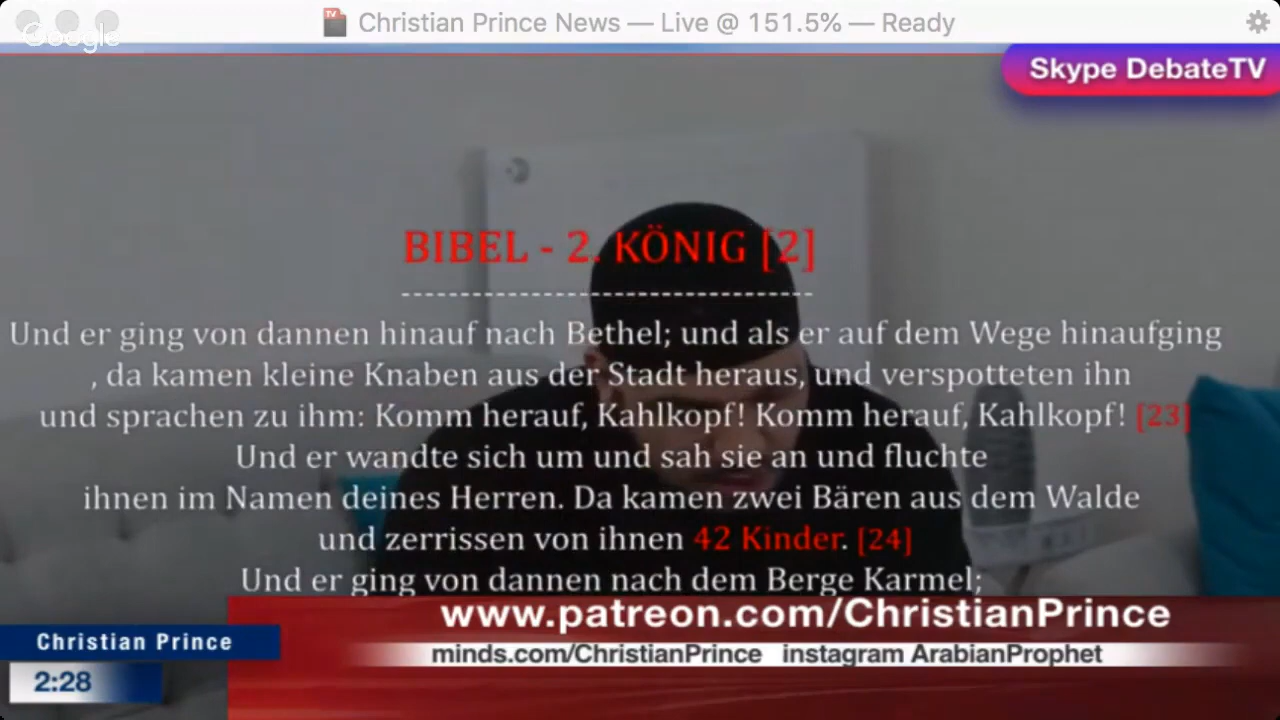 Christian Prince News — Live @ 151.5% — Ready
Google
Skype DebateTV
BIBEL - 2. KÖNIG [2]
Und er ging von dannen hinauf nach Bethel; und als er auf dem Wege hinaufging
, da kamen kleine Knaben aus der Stadt heraus, und verspotteten ihn
und sprachen zu ihm: Komm herauf, Kahlkopf! Komm herauf, Kahlkopf! [23]
Und er wandte sich um und sah sie an und fluchte
ihnen im Namen deines Herren. Da kamen zwei Bären aus dem Walde
und zerrissen von ihnen 42 Kinder. [24]
Und er ging von dannen nach dem Berge Karmel;
www.patreon.com/ChristianPrince
Christian Prince
minds.com/ChristianPrince instagram ArabianProphet
2:28